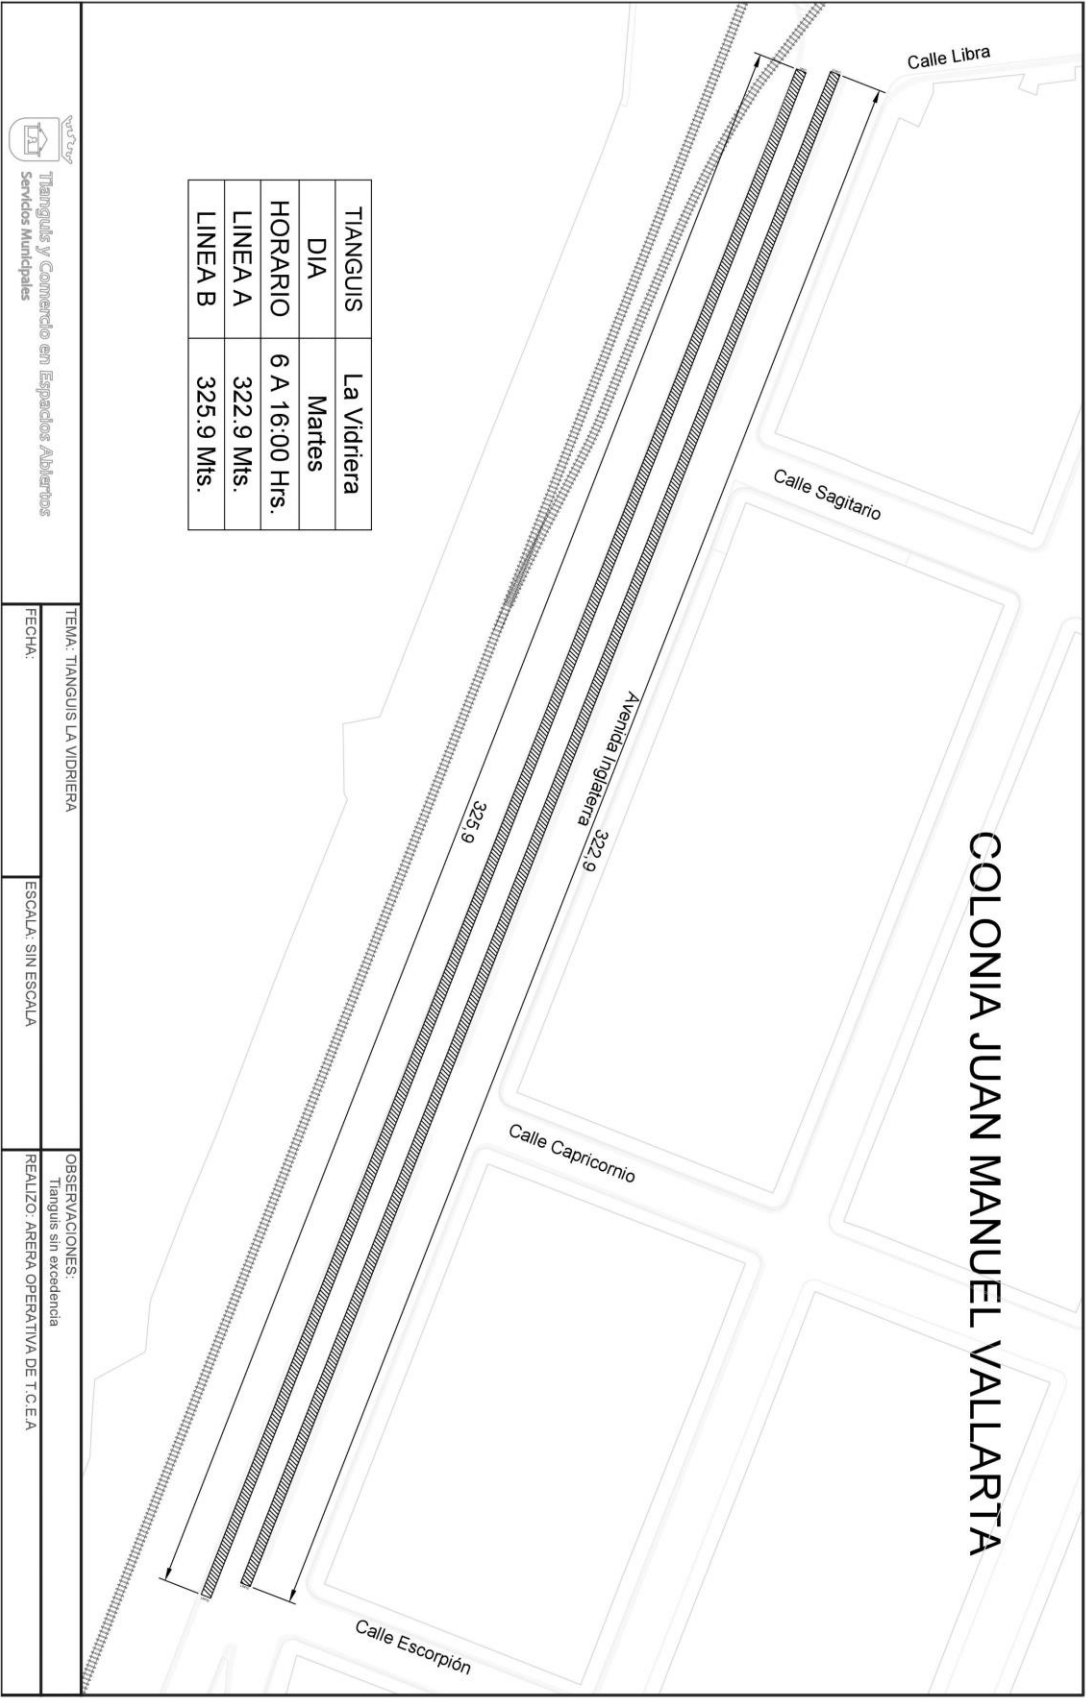 COLONIA JUAN MANUEL VALLARTA
Calle Libra
Calle Sagitario
Calle Capricornio
Calle Escorpión
Avenida Inglaterra
322,9
325,9
TIANGUIS La Vidriera
DIA Martes
HORARIO 6 A 16:00 Hrs.
LINEA A 322.9 Mts.
LINEA B 325.9 Mts.
Tianguis y Comercio en Espacios Abiertos
Servicios Municipales
TEMA: TIANGUIS LA VIDRIERA
FECHA:
ESCALA: SIN ESCALA
OBSERVACIONES:
Tianguis sin excedencia
REALIZO: ARERA OPERATIVA DE T.C.E.A